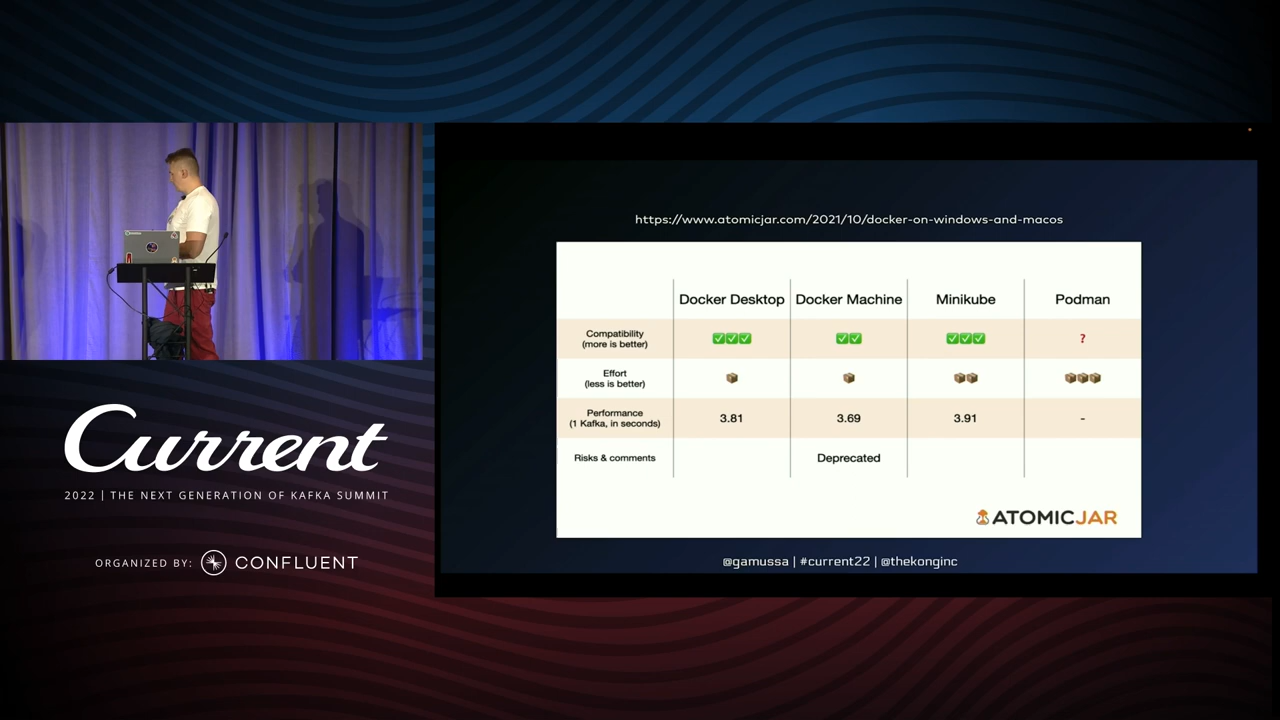 https://www.atomicjar.com/2021/10/docker-on-windows-and-macos
Docker Desktop Docker Machine Minikube Podman
Compatibility
(more is better)
✅✅✅ ✅✅ ✅✅✅ ?
Effort
(less is better)
📦 📦 📦📦 📦📦📦
Performance
(1 Kafka, in seconds)
3.81 3.69 3.91 -
Risks & comments
Deprecated
ATOMICJAR
@gamussa | #current22 | @thekonginc
Current
2022 | THE NEXT GENERATION OF KAFKA SUMMIT
ORGANIZED BY: CONFLUENT